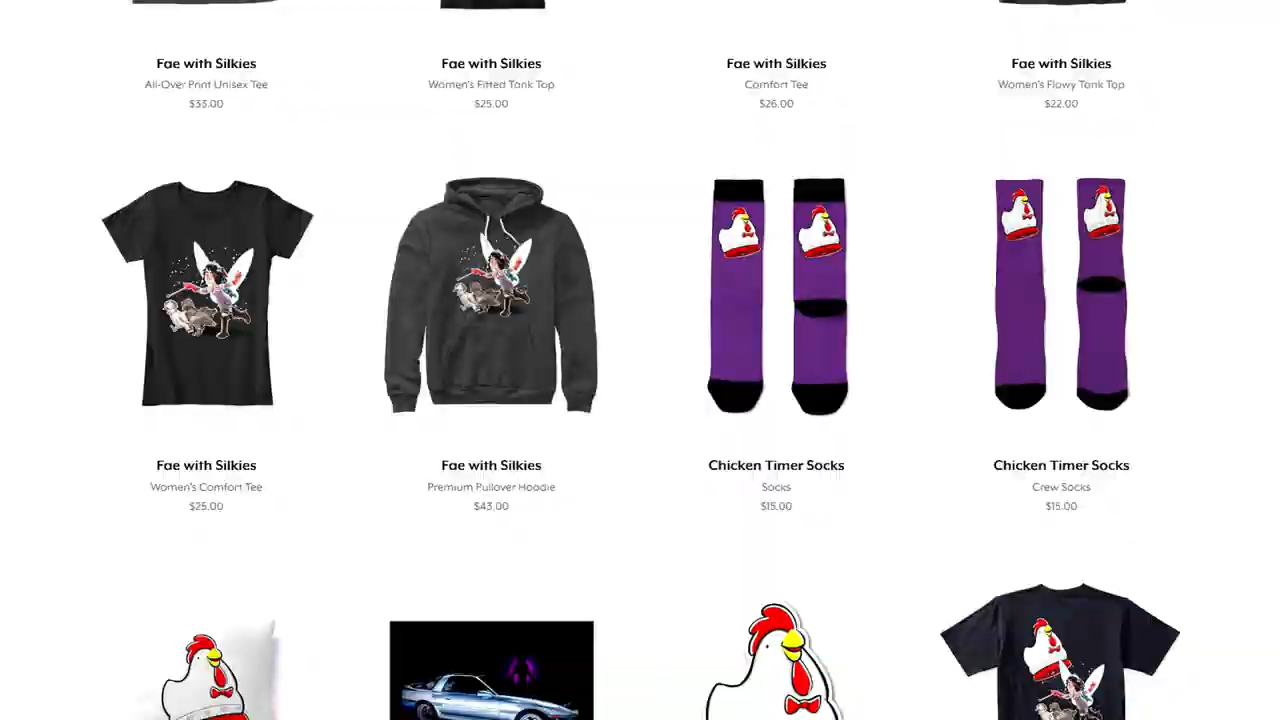 Fae with Silkies
All-Over Print Unisex Tee
$33.00
Fae with Silkies
Women's Fitted Tank Top
$25.00
Fae with Silkies
Comfort Tee
$26.00
Fae with Silkies
Women's Flowy Tank Top
$22.00
Fae with Silkies
Women's Comfort Tee
$25.00
Fae with Silkies
Premium Pullover Hoodie
$43.00
Chicken Timer Socks
Socks
$15.00
Chicken Timer Socks
Crew Socks
$15.00